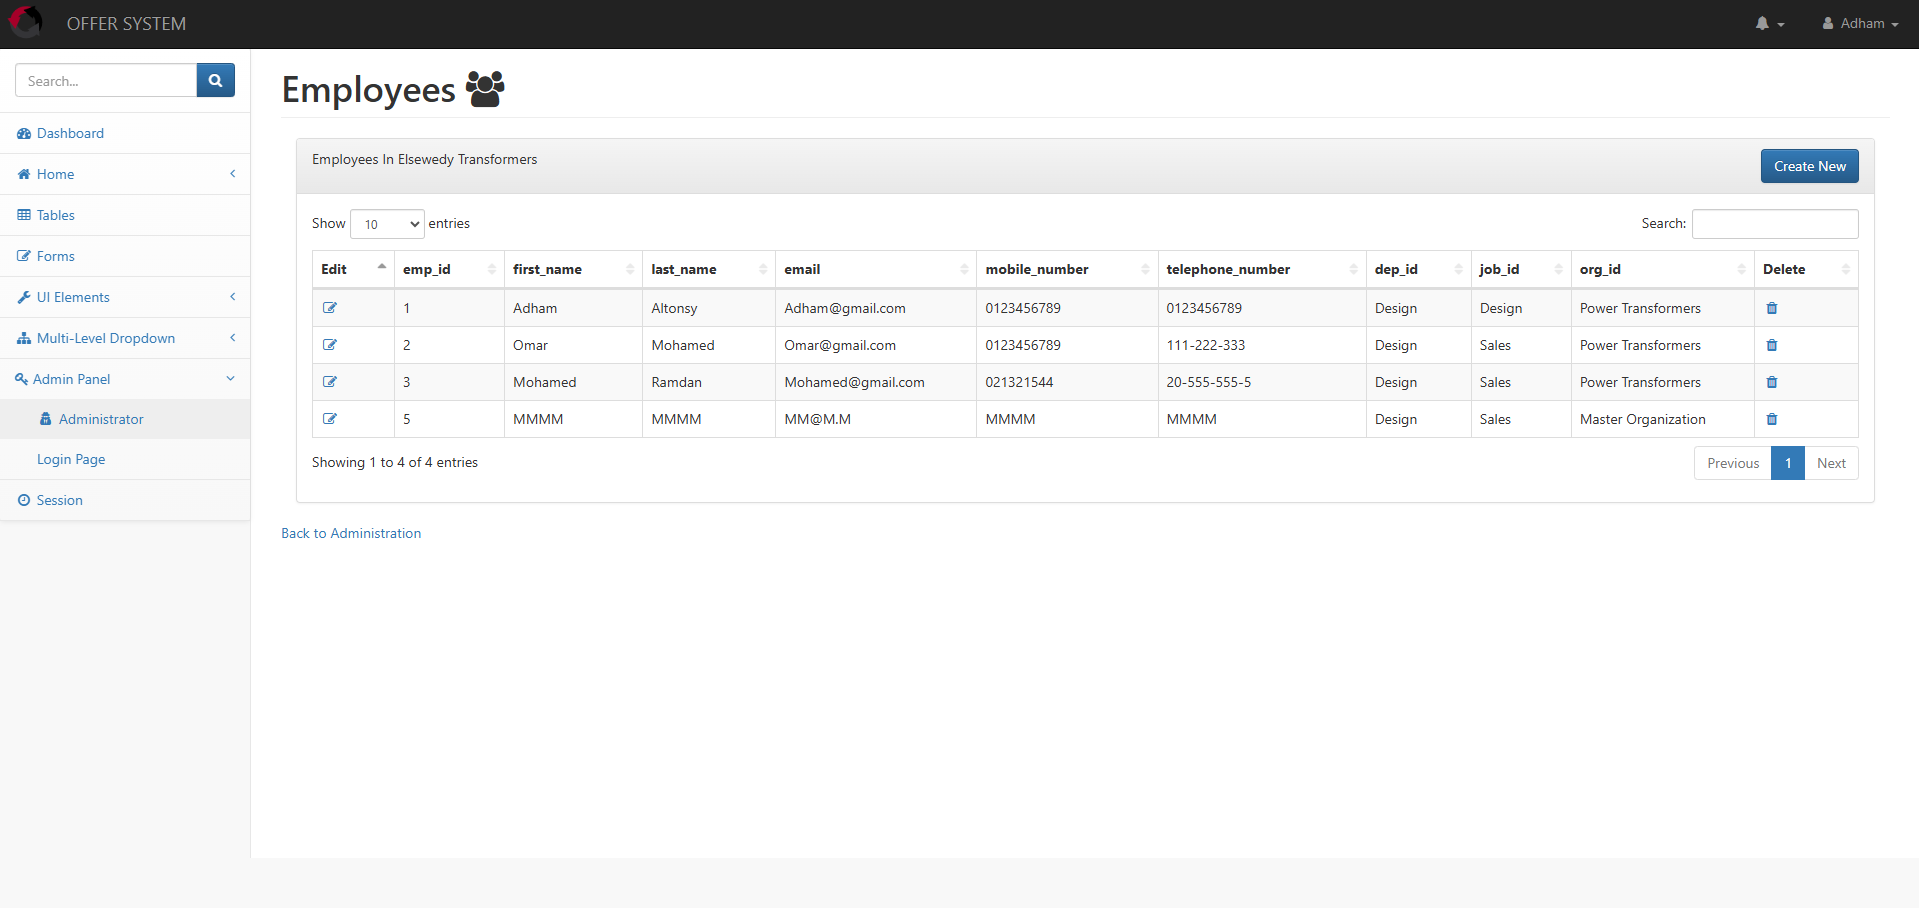 OFFER SYSTEM
Adham
Search...
Dashboard
Home
Tables
Forms
UI Elements
Multi-Level Dropdown
Admin Panel
Administrator
Login Page
Session
Employees
Employees In Elsewedy Transformers
Create New
Show 10 entries
Search:
Edit emp_id first_name last_name email mobile_number telephone_number dep_id job_id org_id Delete
1 Adham Altonsy Adham@gmail.com 0123456789 0123456789 Design Design Power Transformers
2 Omar Mohamed Omar@gmail.com 0123456789 111-222-333 Design Sales Power Transformers
3 Mohamed Ramdan Mohamed@gmail.com 021321544 20-555-555-5 Design Sales Power Transformers
5 MMMM MMMM MM@M.M MMMM MMMM Design Sales Master Organization
Showing 1 to 4 of 4 entries
Previous 1 Next
Back to Administration